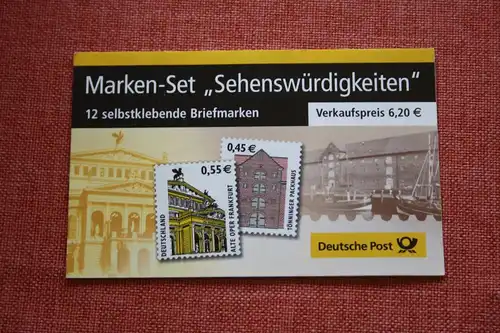 Marken-Set „Sehenswürdigkeiten“
12 selbstklebende Briefmarken
Verkaufspreis 6,20 €
0,55 €
DEUTSCHLAND
ALTE OPER FRANKFURT
0,45 €
TÖNNINGER PACKHAUS
Deutsche Post